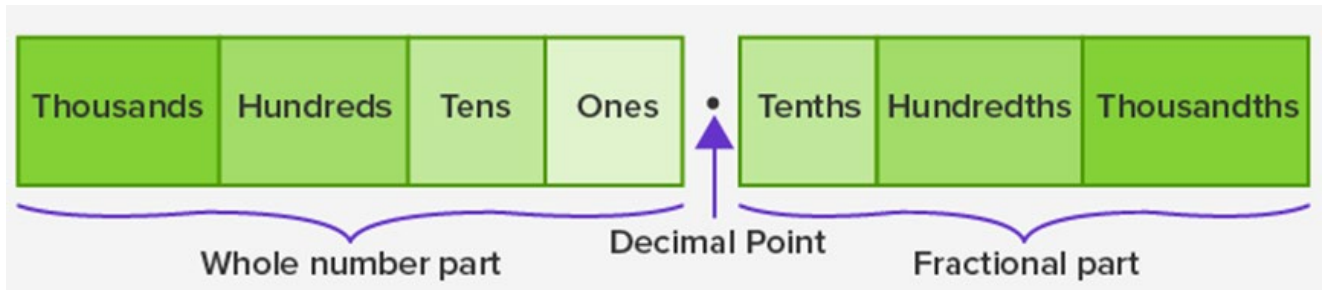 Thousands Hundreds Tens Ones . Tenths Hundredths Thousandths
Decimal Point
Whole number part Fractional part